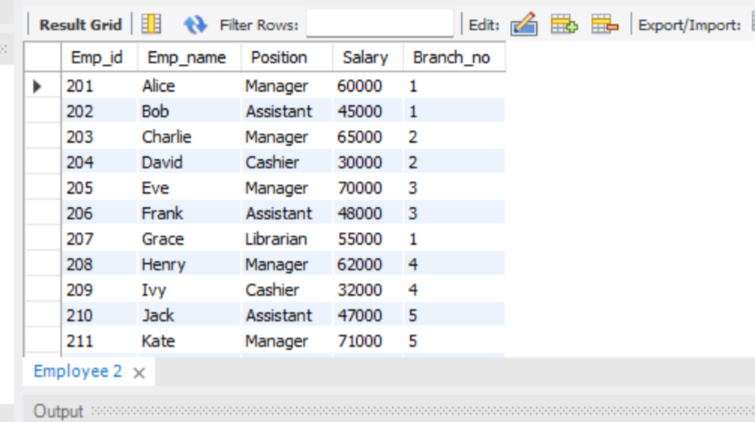 Result Grid Filter Rows: Edit: Export/Import:
Emp_id Emp_name Position Salary Branch_no
201 Alice Manager 60000 1
202 Bob Assistant 45000 1
203 Charlie Manager 65000 2
204 David Cashier 30000 2
205 Eve Manager 70000 3
206 Frank Assistant 48000 3
207 Grace Librarian 55000 1
208 Henry Manager 62000 4
209 Ivy Cashier 32000 4
210 Jack Assistant 47000 5
211 Kate Manager 71000 5
Employee 2
Output